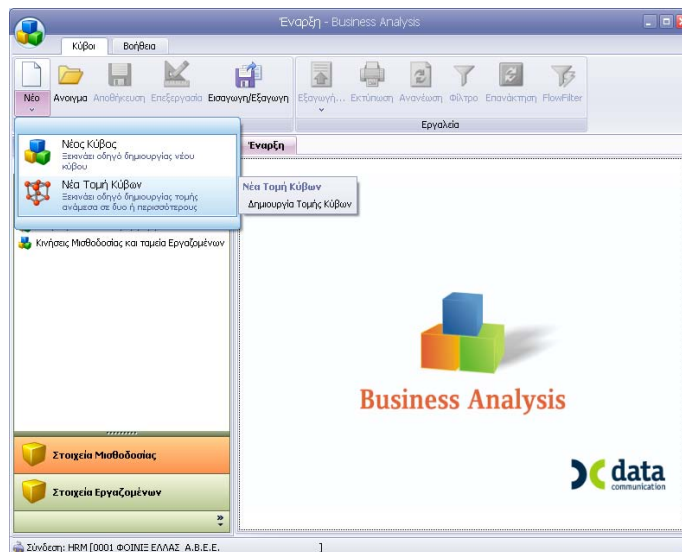 Έναρξη - Business Analysis
Κύβοι Βοήθεια
Νέο Άνοιγμα Αποθήκευση Επεξεργασία Εισαγωγη/Εξαγωγη Εξαγωγή... Εκτύπωση Ανανέωση Φίλτρο Επανάκτηση FlowFilter
Εργαλεία
Νέος Κύβος
Ξεκινάει οδηγό δημιουργίας νέου
κύβου
Νέα Τομή Κύβων
Ξεκινάει οδηγό δημιουργίας τομής
ανάμεσα σε δυο ή περισσότερους
Έναρξη
Νέα Τομή Κύβων
Δημιουργία Τομής Κύβων
Κινήσεις Μισθοδοσίας και ταμεία Εργαζομένων
Business Analysis
Στοιχεία Μισθοδοσίας
Στοιχεία Εργαζομένων
data
communication
Σύνδεση: HRM [0001 ΦΟΙΝΙΞ ΕΛΛΑΣ Α.Β.Ε.Ε. ]